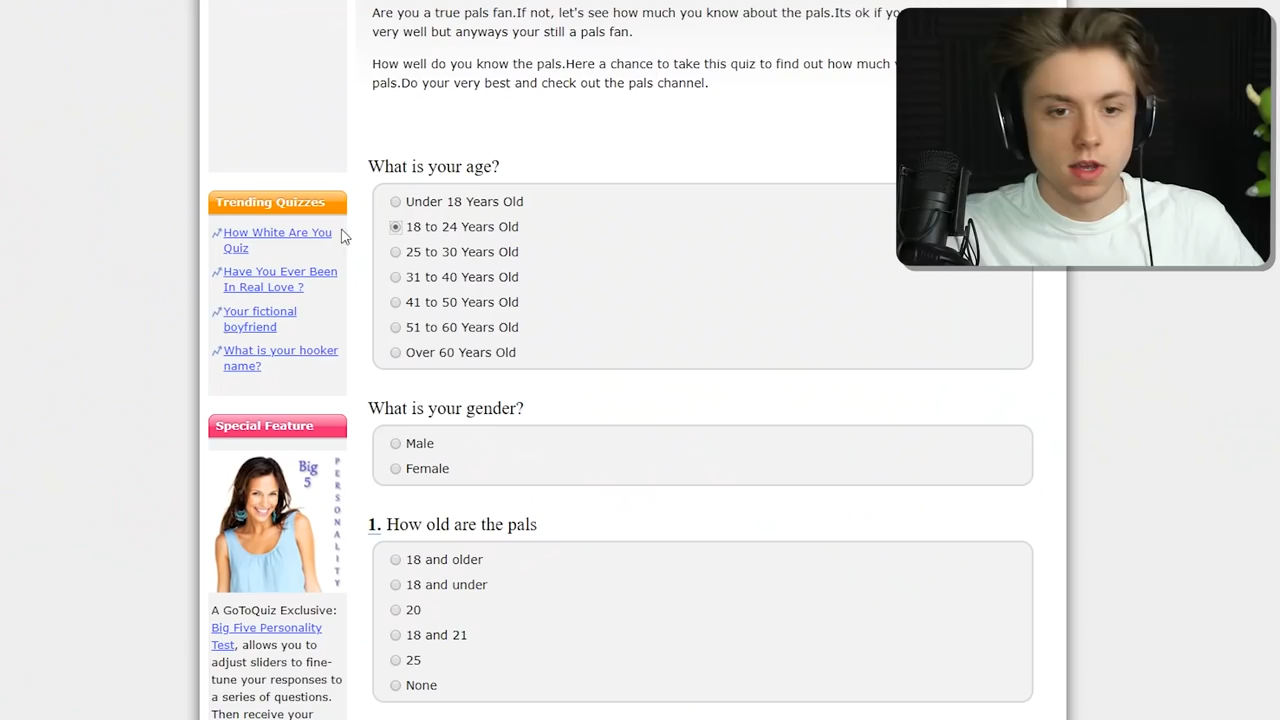 Are you a true pals fan.If not, let's see how much you know about the pals.Its ok if yo
very well but anyways your still a pals fan.
How well do you know the pals.Here a chance to take this quiz to find out how much
pals.Do your very best and check out the pals channel.
What is your age?
Under 18 Years Old
18 to 24 Years Old
25 to 30 Years Old
31 to 40 Years Old
41 to 50 Years Old
51 to 60 Years Old
Over 60 Years Old
What is your gender?
Male
Female
1. How old are the pals
18 and older
18 and under
20
18 and 21
25
None
Trending Quizzes
How White Are You
Quiz
Have You Ever Been
In Real Love ?
Your fictional
boyfriend
What is your hooker
name?
Special Feature
Big
5
PERSONALITY
A GoToQuiz Exclusive:
Big Five Personality
Test, allows you to
adjust sliders to fine-
tune your responses to
a series of questions.
Then receive your